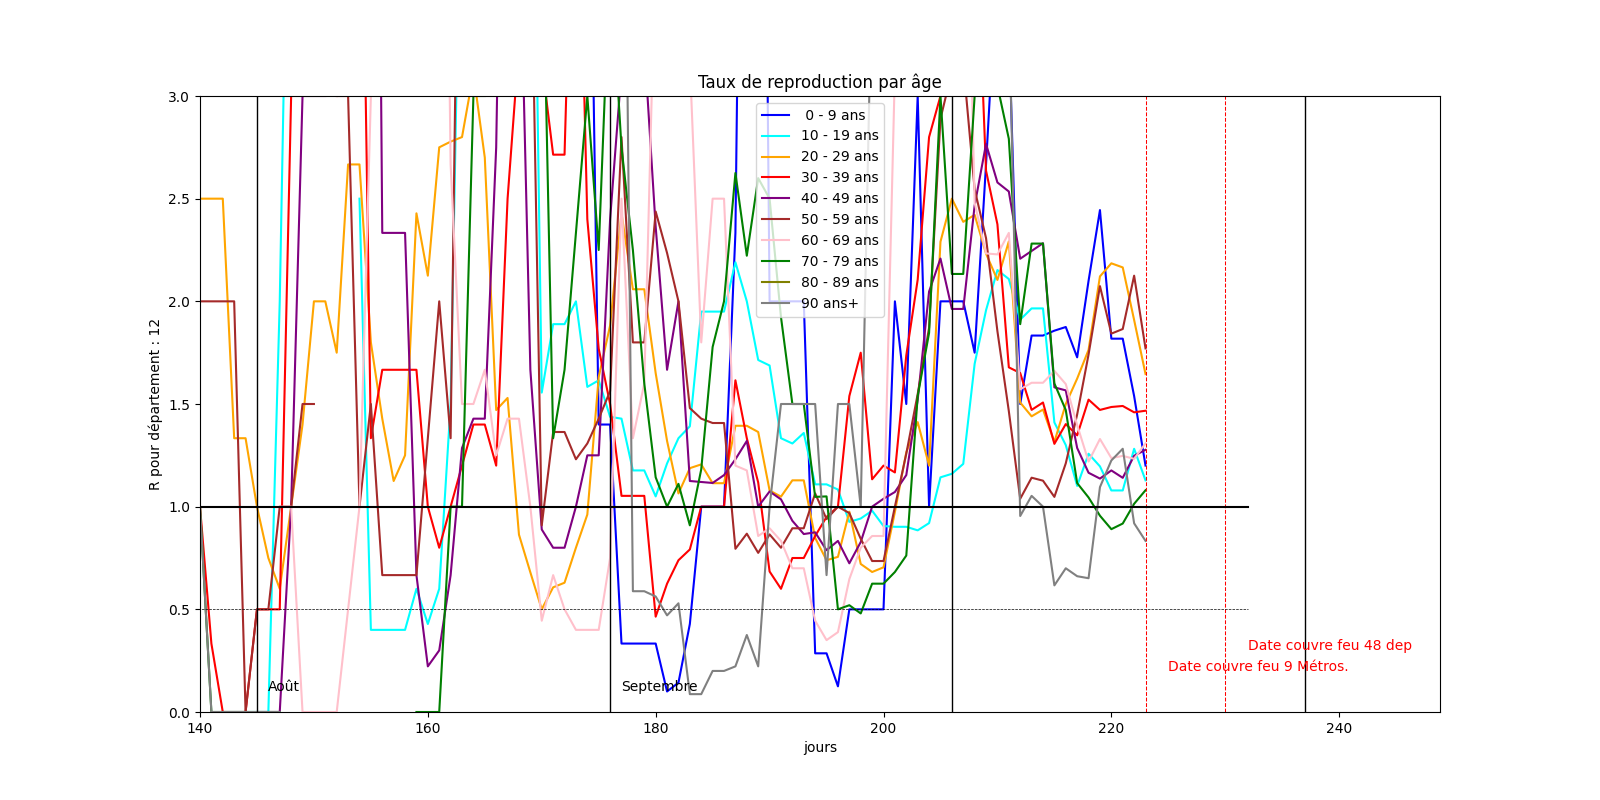 Taux de reproduction par âge
R pour département : 12
3.0
2.5
2.0
1.5
1.0
0.5
0.0
0 - 9 ans
10 - 19 ans
20 - 29 ans
30 - 39 ans
40 - 49 ans
50 - 59 ans
60 - 69 ans
70 - 79 ans
80 - 89 ans
90 ans+
Date couvre feu 48 dep
Date couvre feu 9 Métros.
Août
Septembre
140
160
180
200
220
240
jours